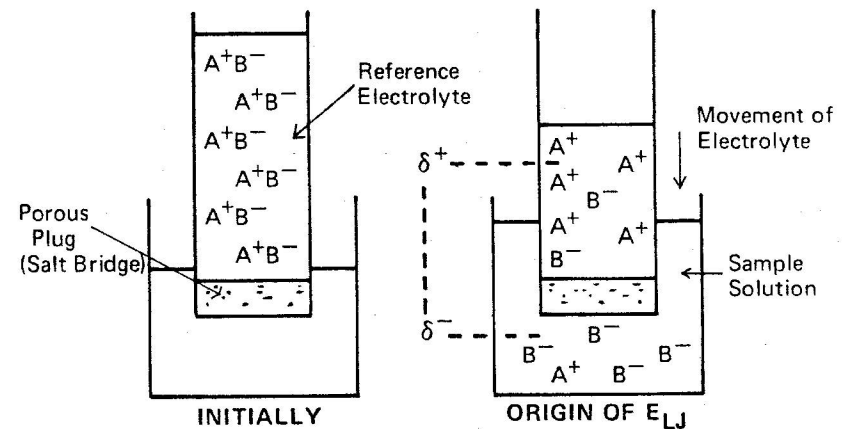 A⁺B⁻
A⁺B⁻
A⁺B⁻
A⁺B⁻
A⁺B⁻
A⁺B⁻
Reference
Electrolyte
Porous
Plug
(Salt Bridge)
INITIALLY
δ⁺
δ⁻
A⁺
A⁺
A⁺
B⁻
A⁺
A⁺
B⁻
B⁻
B⁻
B⁻
A⁺
B⁻
Movement of
Electrolyte
Sample
Solution
ORIGIN OF E_LJ